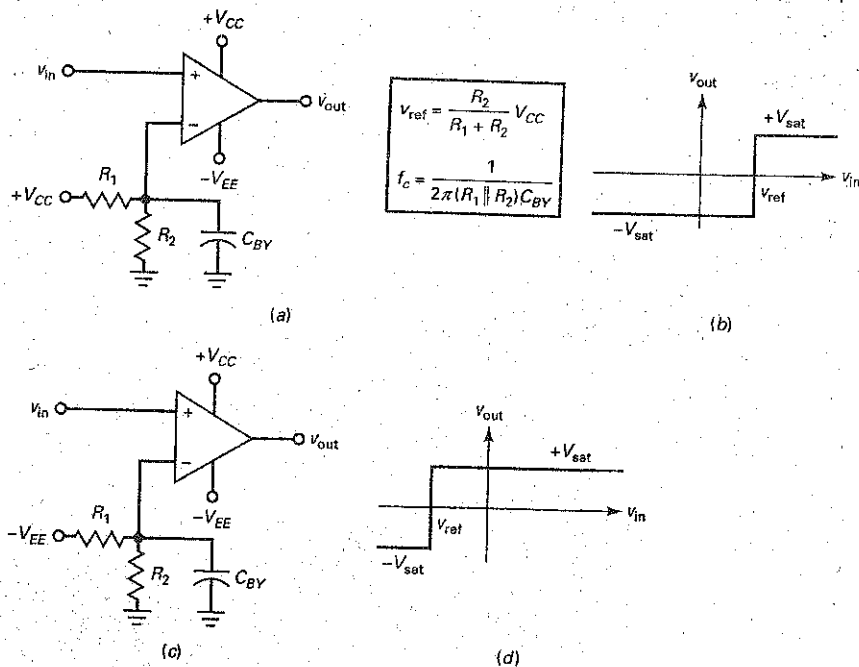 +V_CC
v_in
+
−
v_out
−V_EE
+V_CC
R_1
R_2
C_BY
(a)
v_ref = R_2 / (R_1 + R_2) V_CC
f_c = 1 / (2π(R_1 ∥ R_2)C_BY)
v_out
+V_sat
v_in
v_ref
−V_sat
(b)
+V_CC
v_in
+
−
v_out
−V_EE
−V_EE
R_1
R_2
C_BY
(c)
v_out
+V_sat
v_in
v_ref
−V_sat
(d)